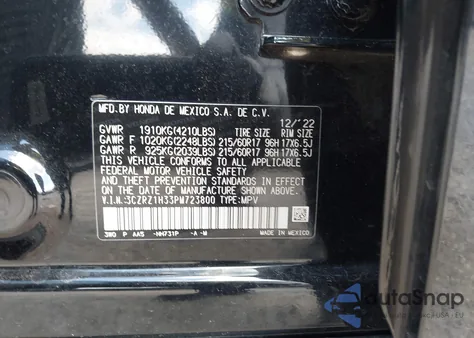 MFD. BY HONDA DE MEXICO S.A. DE C.V.
12/'22
GVWR 1910KG(4210LBS) TIRE SIZE RIM SIZE
GAWR F 1020KG(2248LBS) 215/60R17 96H 17X6.5J
GAWR R 925KG(2039LBS) 215/60R17 96H 17X6.5J
THIS VEHICLE CONFORMS TO ALL APPLICABLE
FEDERAL MOTOR VEHICLE SAFETY
STANDARDS IN EFFECT
ON THE DATE OF MANUFACTURE SHOWN ABOVE.
V.I.N.:3CZRZ1H33PM723800 TYPE:MPV
3W0 P AAS -NH731P -A-M
MADE IN MEXICO
AutoSnap